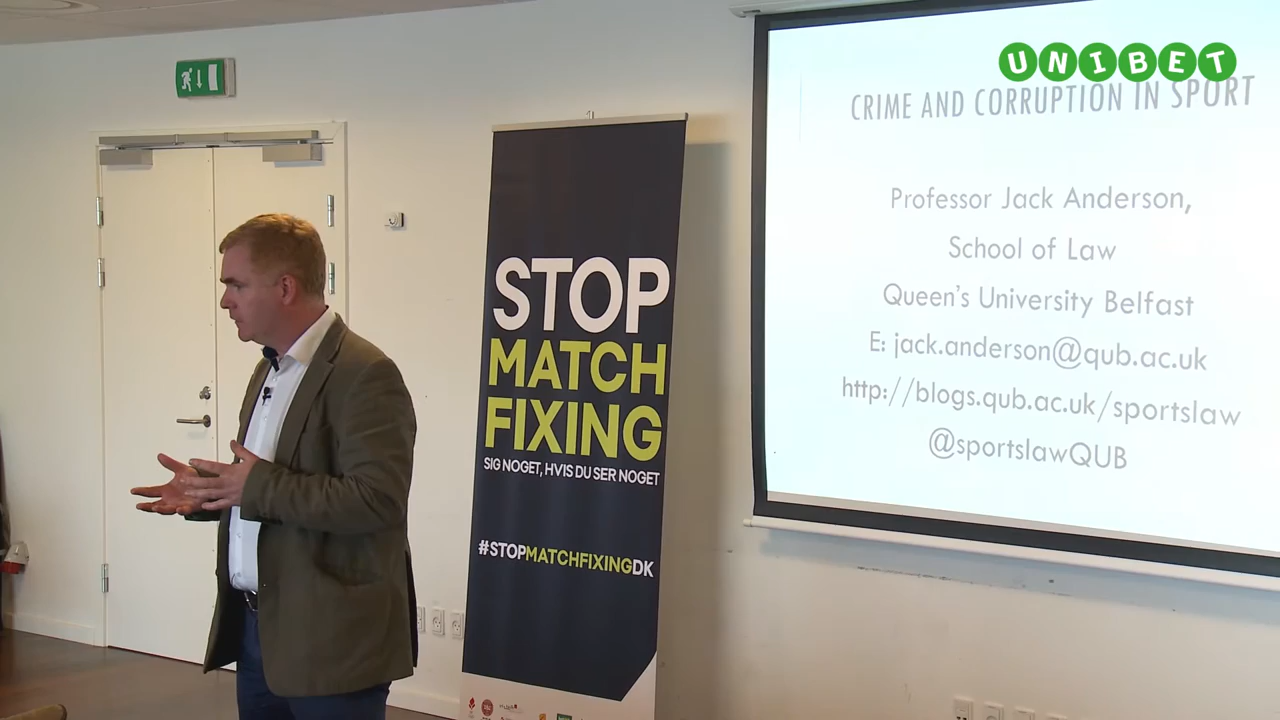 UNIBET
CRIME AND CORRUPTION IN SPORT
Professor Jack Anderson,
School of Law
Queen's University Belfast
E: jack.anderson@qub.ac.uk
http://blogs.qub.ac.uk/sportslaw
@sportslawQUB
STOP
MATCH
FIXING
SIG NOGET, HVIS DU SER NOGET
#STOPMATCHFIXINGDK